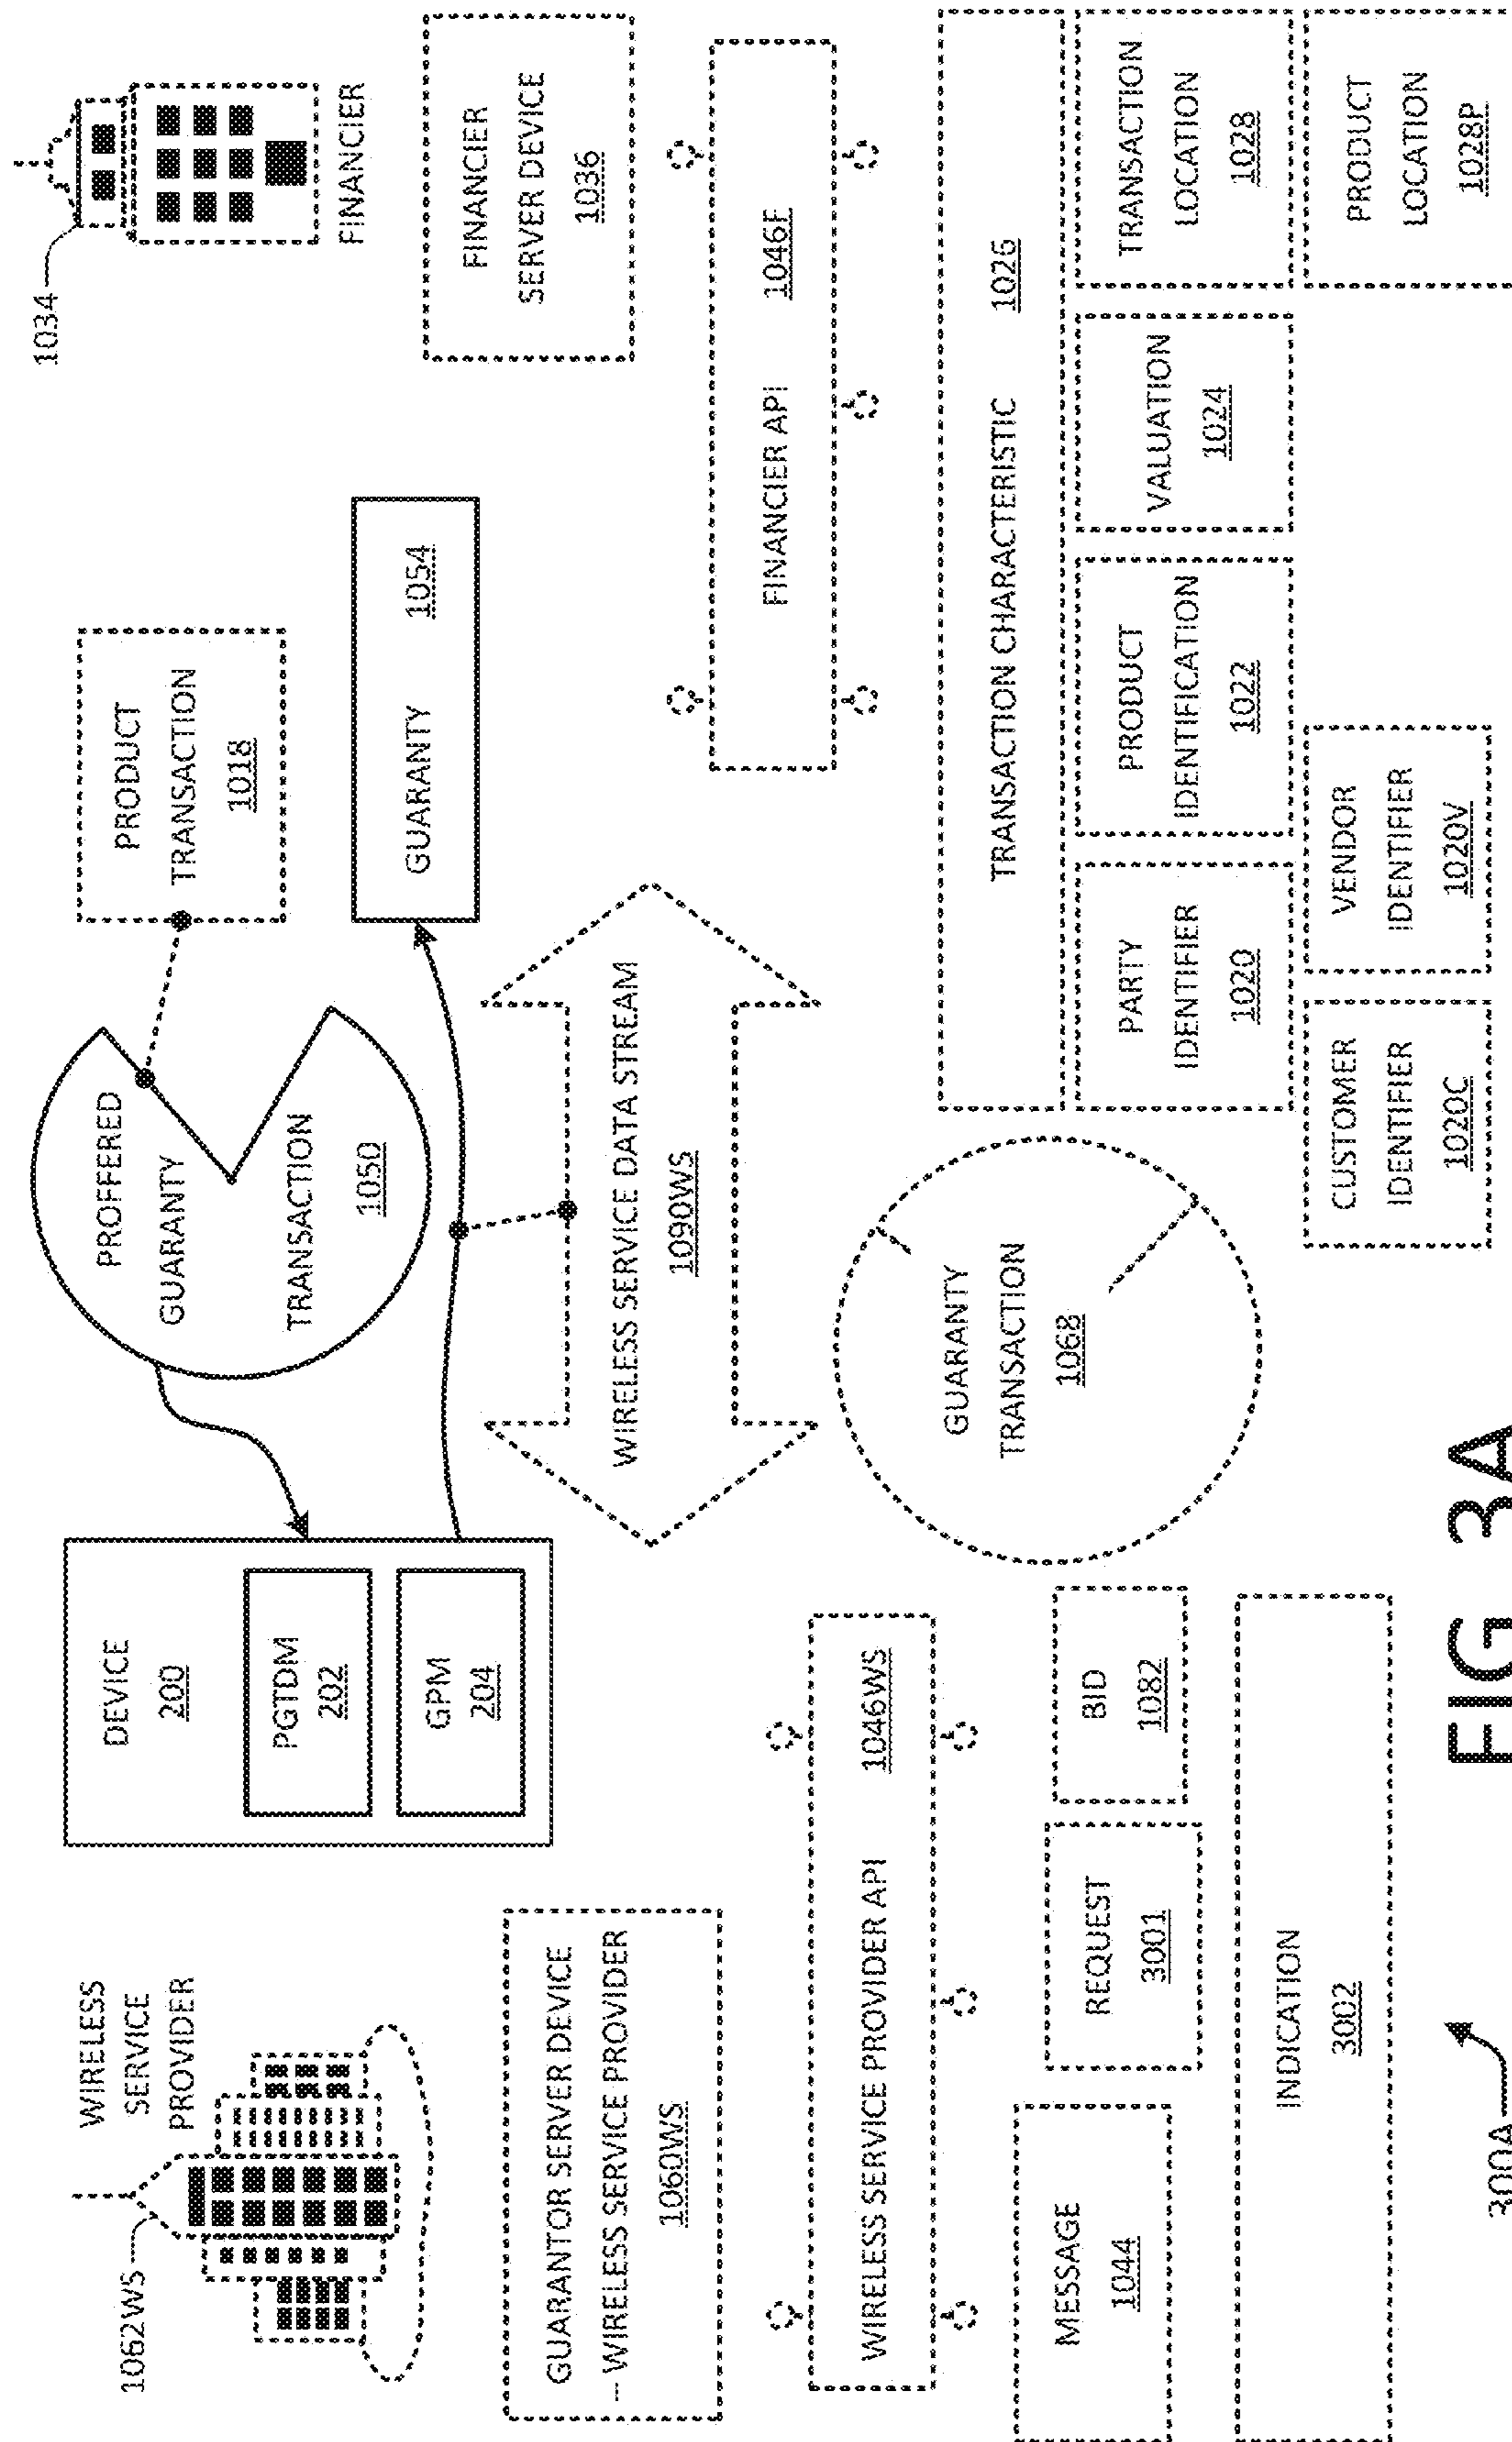 1062WS
WIRELESS
SERVICE
PROVIDER
GUARANTOR SERVER DEVICE
-- WIRELESS SERVICE PROVIDER
1060WS
WIRELESS SERVICE PROVIDER API 1046WS
MESSAGE
1044
REQUEST
3001
BID
1082
INDICATION
3002
DEVICE
200
PGTDM
202
GPM
204
PROFFERED
GUARANTY
TRANSACTION
1050
PRODUCT
TRANSACTION
1018
GUARANTY 1054
WIRELESS SERVICE DATA STREAM
1090WS
GUARANTY
TRANSACTION
1068
1034
FINANCIER
FINANCIER
SERVER DEVICE
1036
FINANCIER API 1046F
TRANSACTION CHARACTERISTIC 1026
PARTY
IDENTIFIER
1020
PRODUCT
IDENTIFICATION
1022
VALUATION
1024
TRANSACTION
LOCATION
1028
CUSTOMER
IDENTIFIER
1020C
VENDOR
IDENTIFIER
1020V
PRODUCT
LOCATION
1028P
300A
FIG 3A